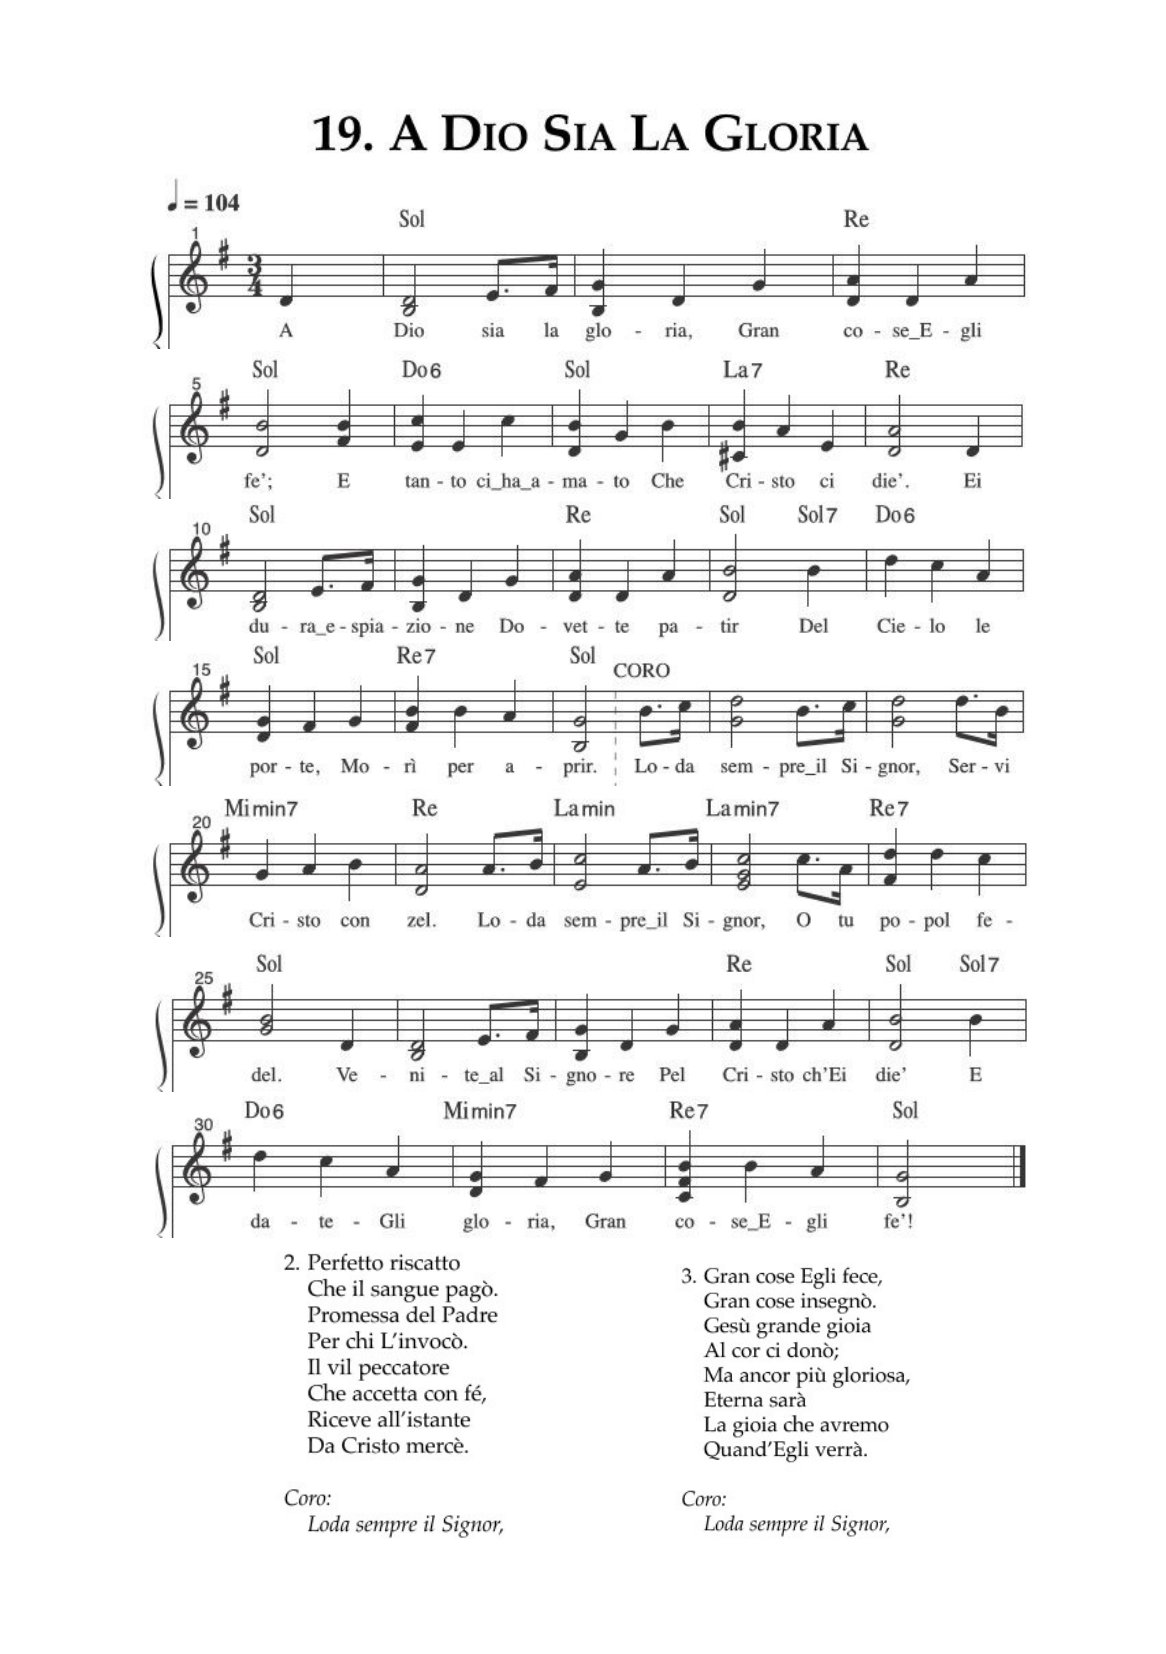 19. A Dio Sia La Gloria
♩ = 104
Sol Re
1
3
4
A Dio sia la glo - ria, Gran co - se_E - gli
Sol Do6 Sol La7 Re
5
fe'; E tan - to ci_ha_a - ma - to Che Cri - sto ci die'. Ei
Sol Re Sol Sol7 Do6
10
du - ra_e - spia - zio - ne Do - vet - te pa - tir Del Cie - lo le
Sol Re7 Sol
15 CORO
por - te, Mo - rì per a - prir. Lo - da sem - pre_il Si - gnor, Ser - vi
Mimin7 Re Lamin Lamin7 Re7
20
Cri - sto con zel. Lo - da sem - pre_il Si - gnor, O tu po - pol fe -
Sol Re Sol Sol7
25
del. Ve - ni - te_al Si - gno - re Pel Cri - sto ch'Ei die' E
Do6 Mimin7 Re7 Sol
30
da - te - Gli glo - ria, Gran co - se_E - gli fe'!
2. Perfetto riscatto
Che il sangue pagò.
Promessa del Padre
Per chi L'invocò.
Il vil peccatore
Che accetta con fé,
Riceve all'istante
Da Cristo mercè.
Coro:
Loda sempre il Signor,
3. Gran cose Egli fece,
Gran cose insegnò.
Gesù grande gioia
Al cor ci donò;
Ma ancor più gloriosa,
Eterna sarà
La gioia che avremo
Quand'Egli verrà.
Coro:
Loda sempre il Signor,